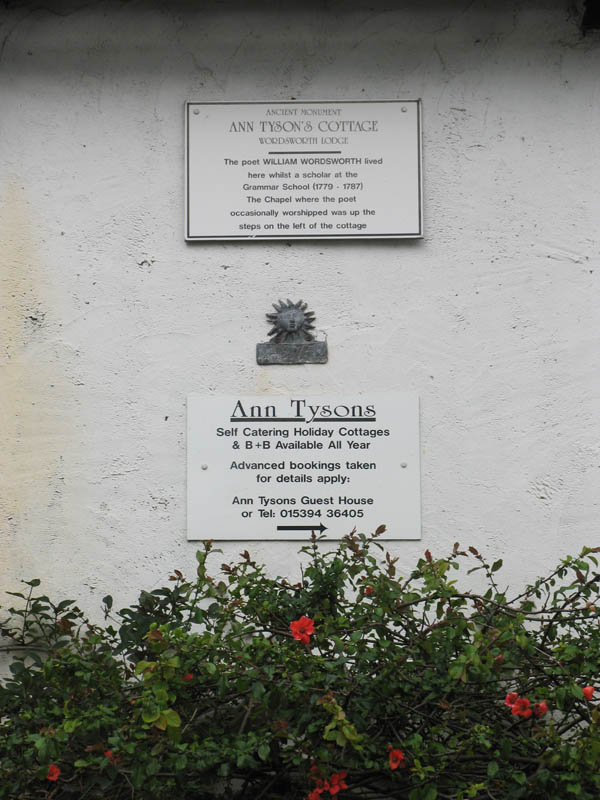 ANCIENT MONUMENT
ANN TYSON'S COTTAGE
WORDSWORTH LODGE
The poet WILLIAM WORDSWORTH lived
here whilst a scholar at the
Grammar School (1779 - 1787)
The Chapel where the poet
occasionally worshipped was up the
steps on the left of the cottage
Ann Tysons
Self Catering Holiday Cottages
& B+B Available All Year
Advanced bookings taken
for details apply:
Ann Tysons Guest House
or Tel: 015394 36405